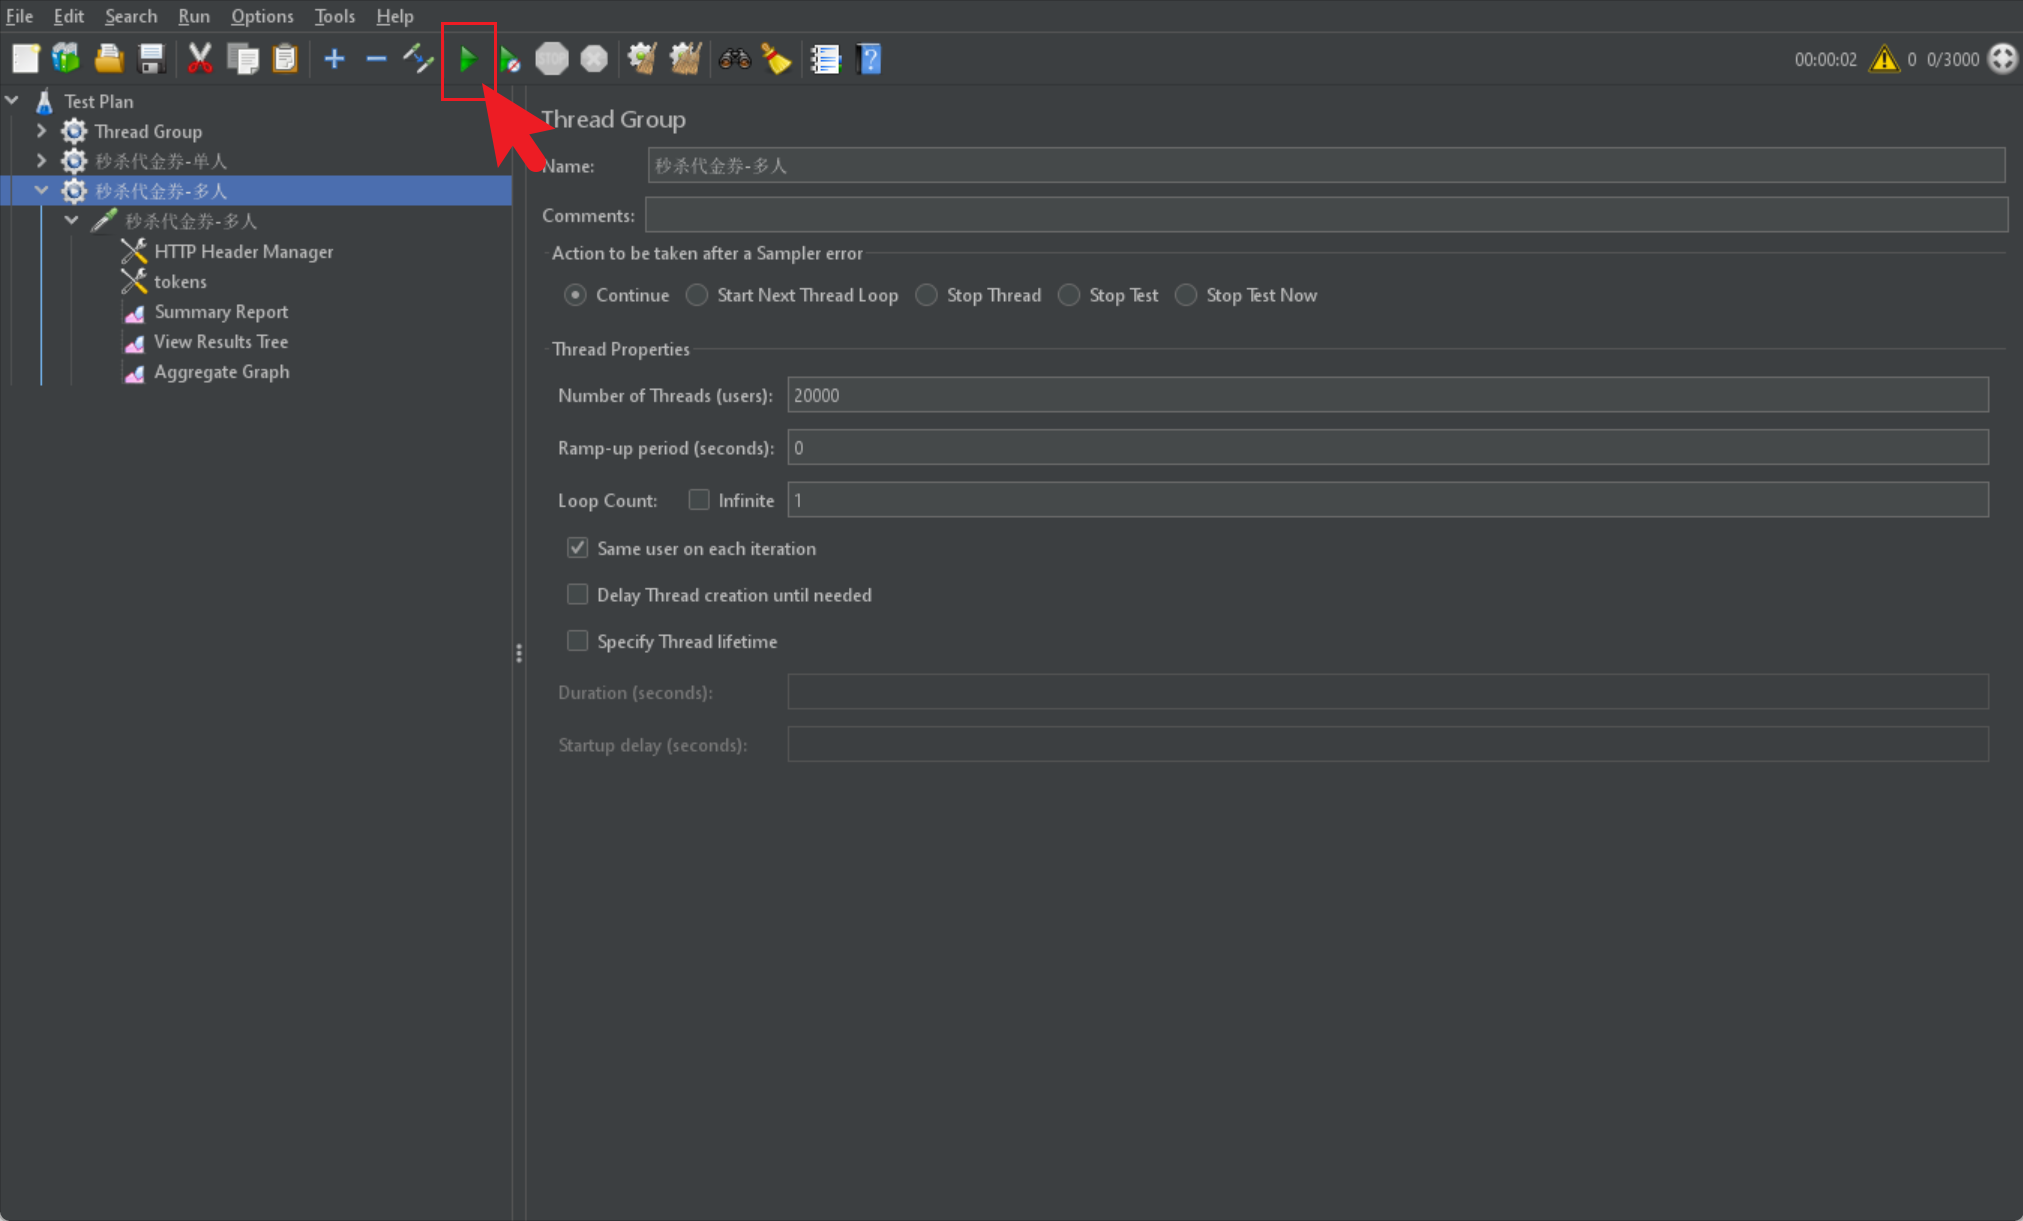 File Edit Search Run Options Tools Help
STOP
00:00:02 0 0/3000
Test Plan
Thread Group
秒杀代金券-单人
秒杀代金券-多人
秒杀代金券-多人
HTTP Header Manager
tokens
Summary Report
View Results Tree
Aggregate Graph
Thread Group
Name: 秒杀代金券-多人
Comments:
Action to be taken after a Sampler error
Continue Start Next Thread Loop Stop Thread Stop Test Stop Test Now
Thread Properties
Number of Threads (users): 20000
Ramp-up period (seconds): 0
Loop Count: Infinite 1
Same user on each iteration
Delay Thread creation until needed
Specify Thread lifetime
Duration (seconds):
Startup delay (seconds):